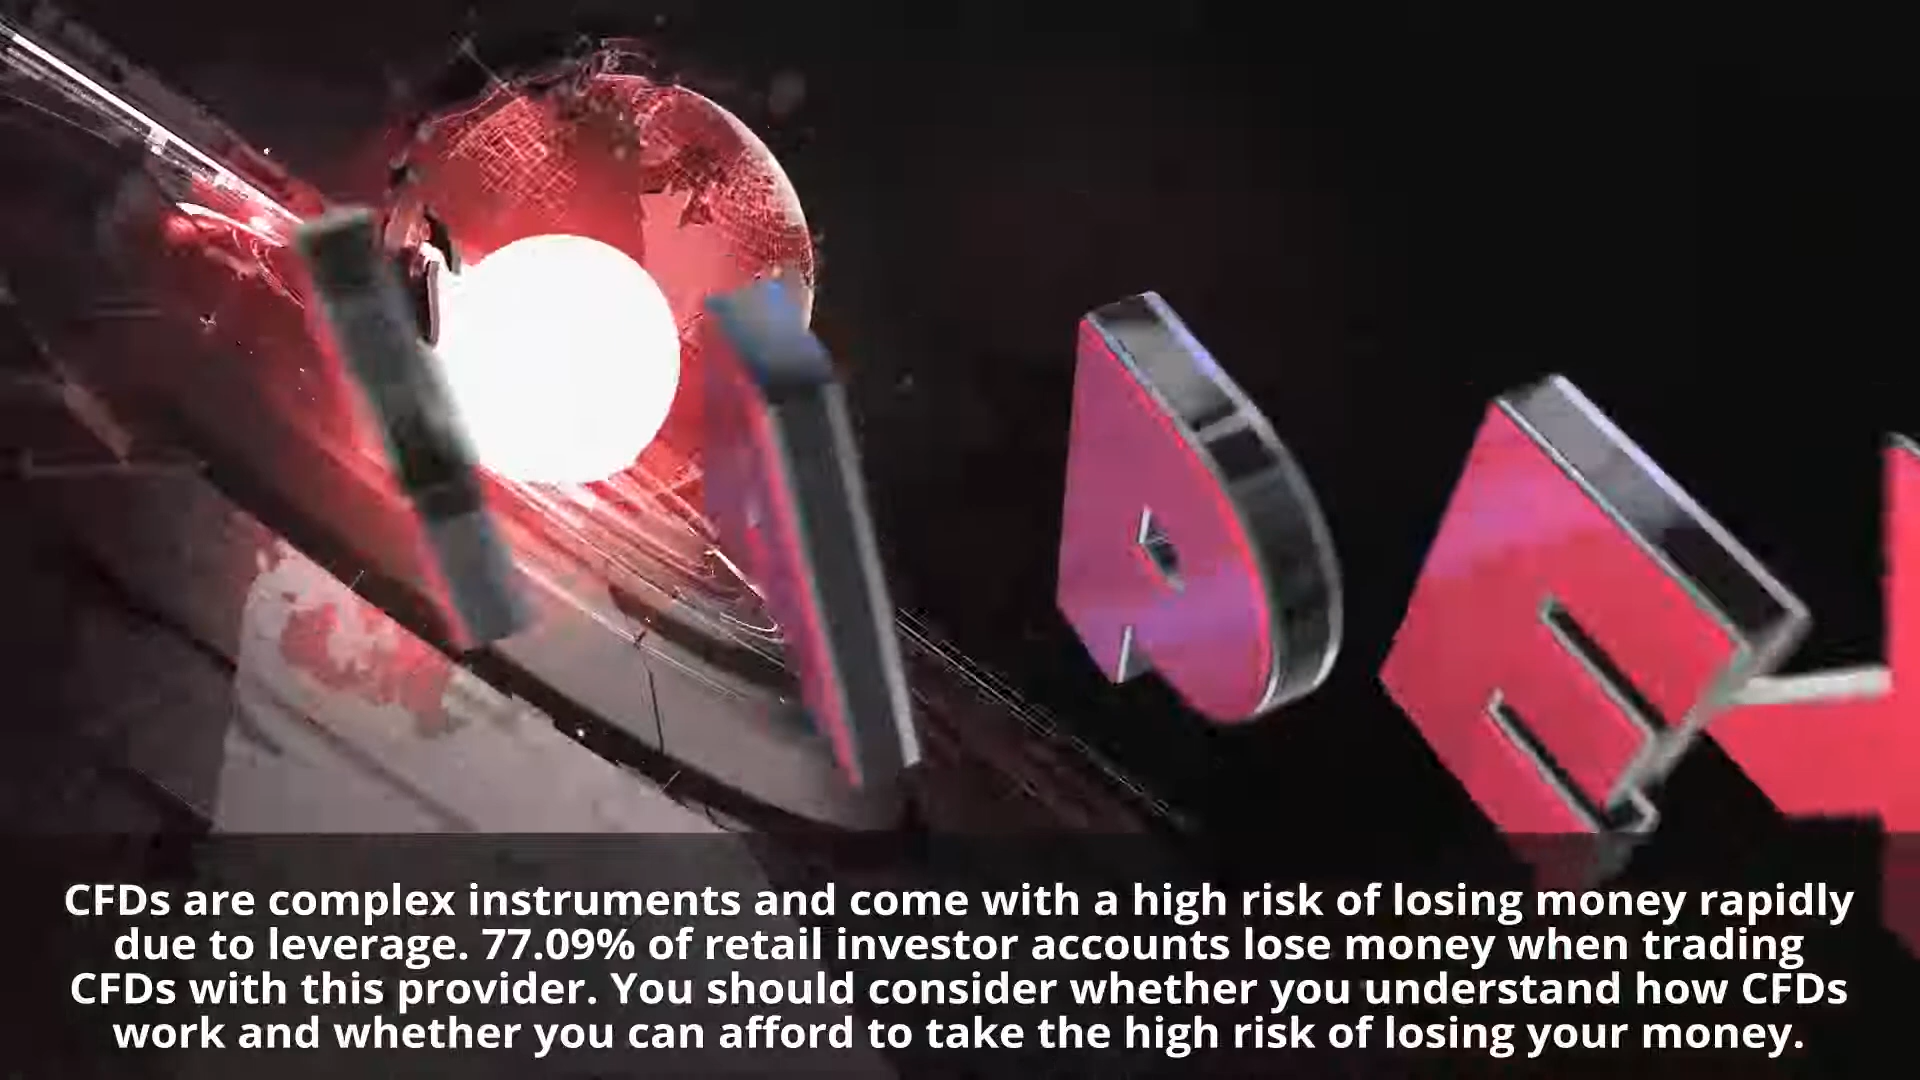 CFDs are complex instruments and come with a high risk of losing money rapidly
due to leverage. 77.09% of retail investor accounts lose money when trading
CFDs with this provider. You should consider whether you understand how CFDs
work and whether you can afford to take the high risk of losing your money.